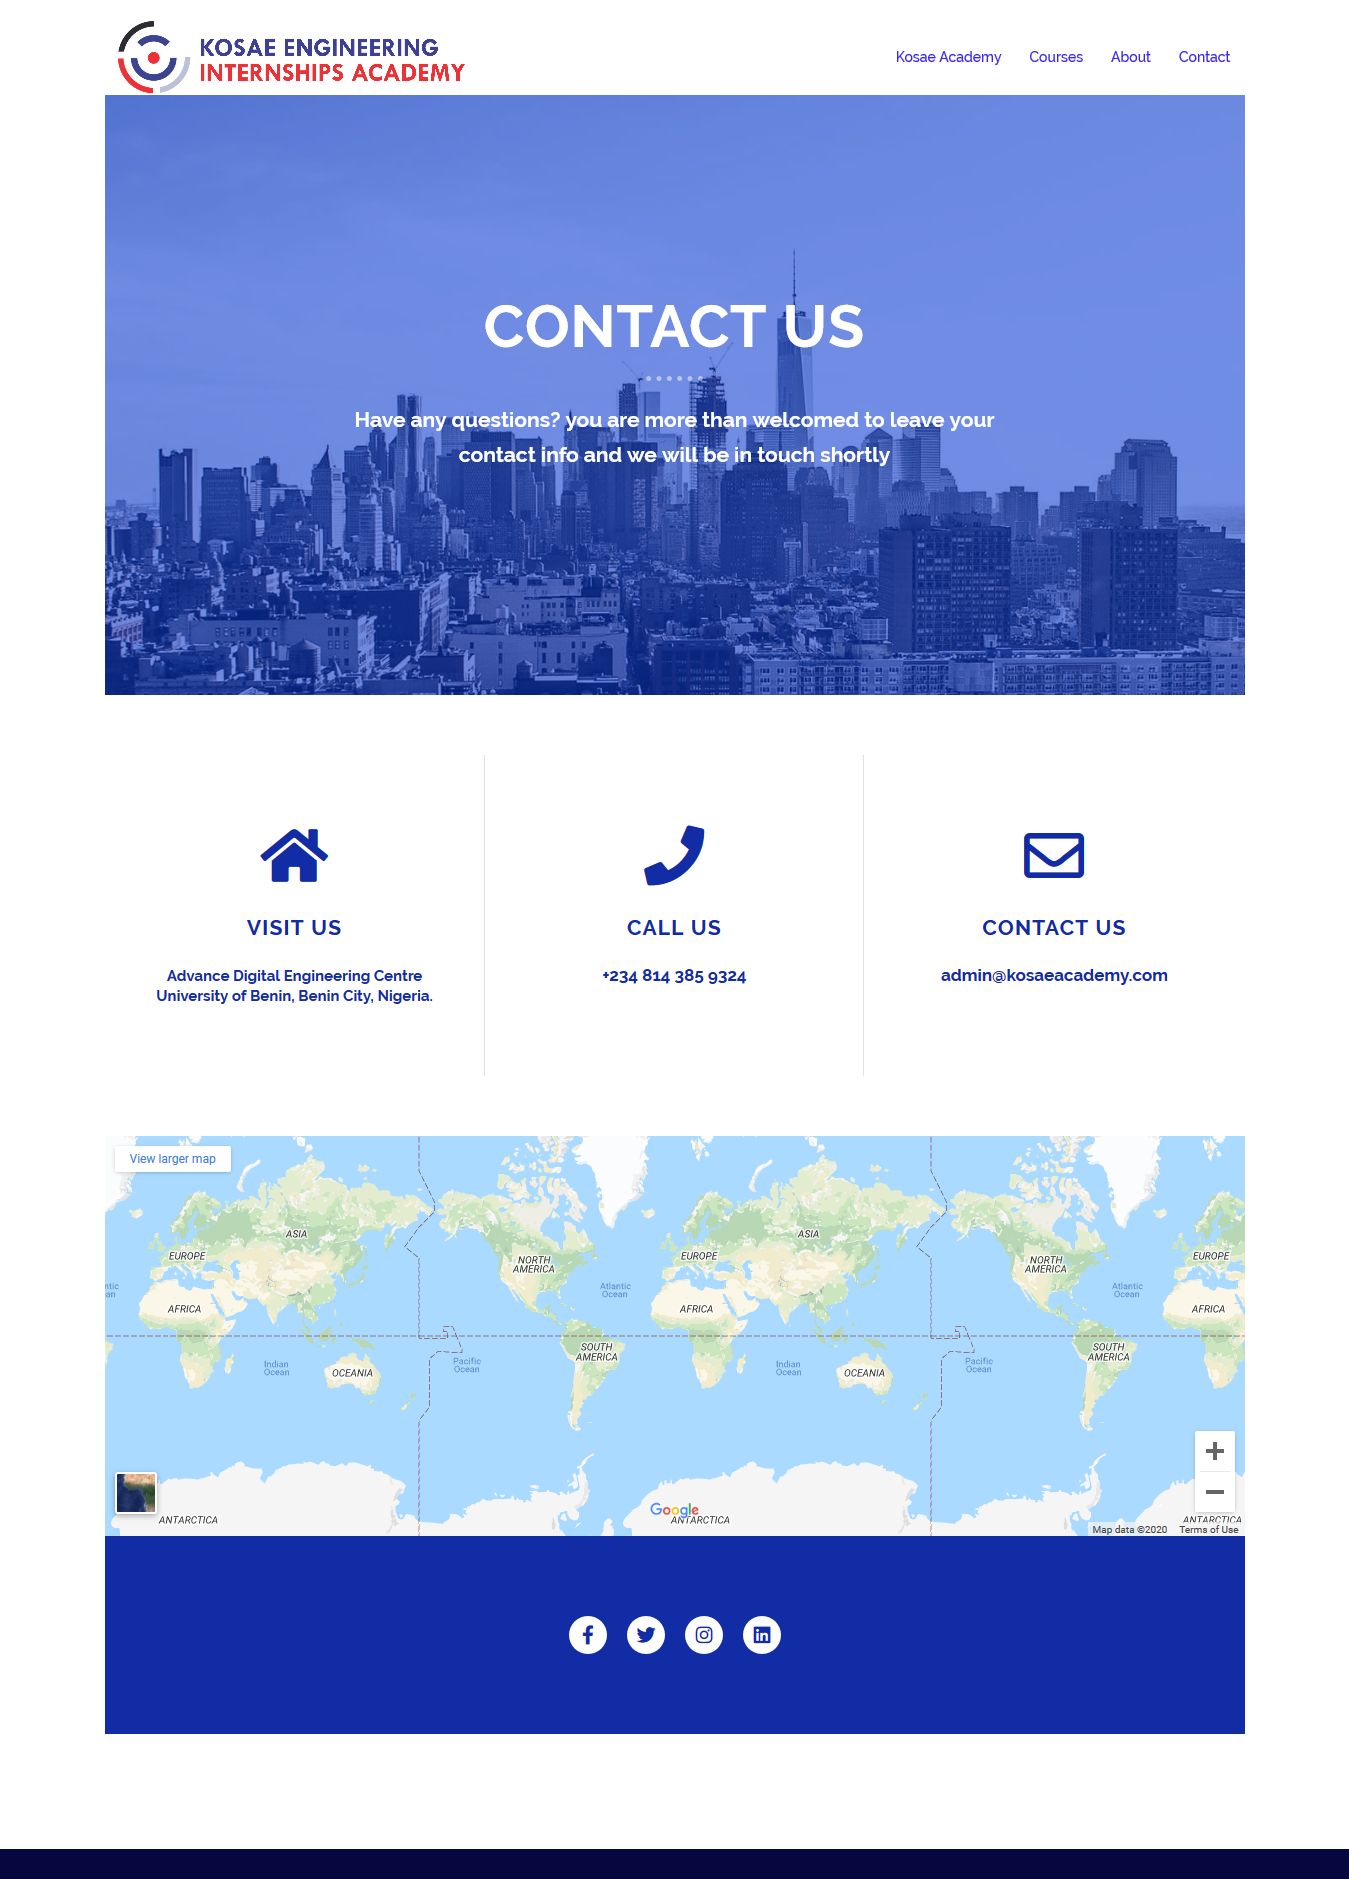 KOSAE ENGINEERING
INTERNSHIPS ACADEMY
Kosae Academy Courses About Contact
CONTACT US
Have any questions? you are more than welcomed to leave your
contact info and we will be in touch shortly
VISIT US
Advance Digital Engineering Centre
University of Benin, Benin City, Nigeria.
CALL US
+234 814 385 9324
CONTACT US
admin@kosaeacademy.com
View larger map
ASIA
ASIA
EUROPE
NORTH
AMERICA
EUROPE
NORTH
AMERICA
EUROPE
ntic
an
Atlantic
Ocean
Atlantic
Ocean
AFRICA
AFRICA
AFRICA
SOUTH
AMERICA
SOUTH
AMERICA
Indian
Ocean
OCEANIA
Pacific
Ocean
Indian
Ocean
OCEANIA
Pacific
Ocean
Google
ANTARCTICA
ANTARCTICA
ANTARCTICA
Map data ©2020 Terms of Use